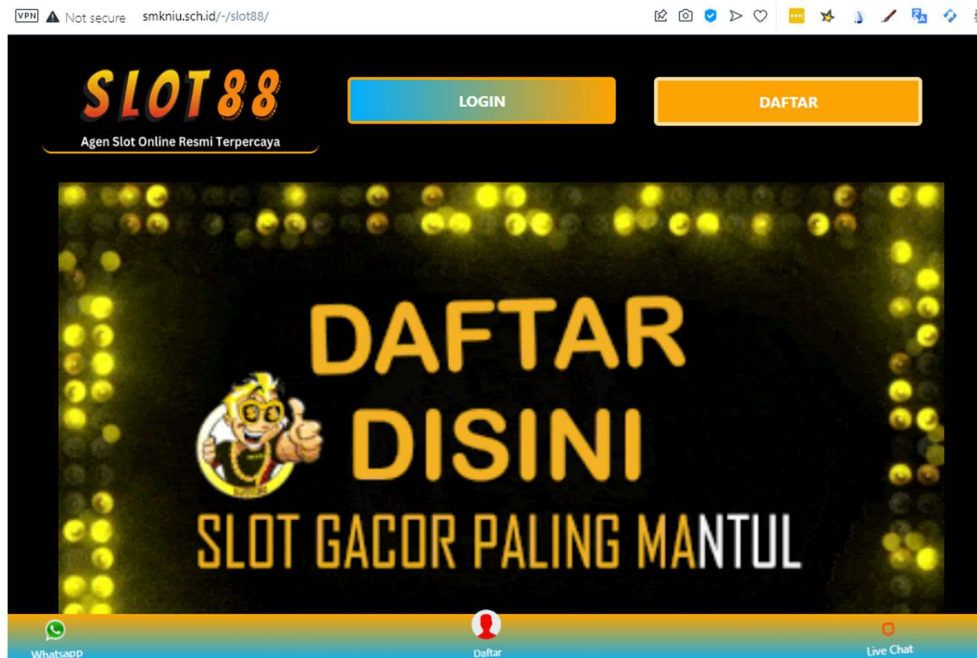 VPN Not secure smkniu.sch.id/-/slot88/
SLOT88
Agen Slot Online Resmi Terpercaya
LOGIN
DAFTAR
DAFTAR
DISINI
SLOT GACOR PALING MANTUL
Whatsapp
Daftar
Live Chat